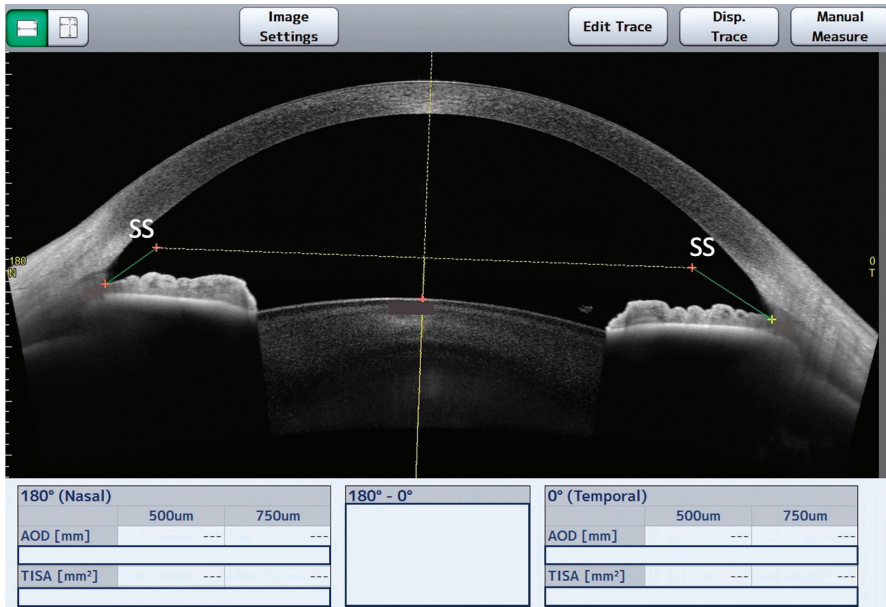 Image
Settings
Edit Trace
Disp.
Trace
Manual
Measure
SS
SS
180
N
0
T
180° (Nasal)
500um 750um
AOD [mm] --- ---
TISA [mm²] --- ---
180° - 0°
0° (Temporal)
500um 750um
AOD [mm] --- ---
TISA [mm²] --- ---